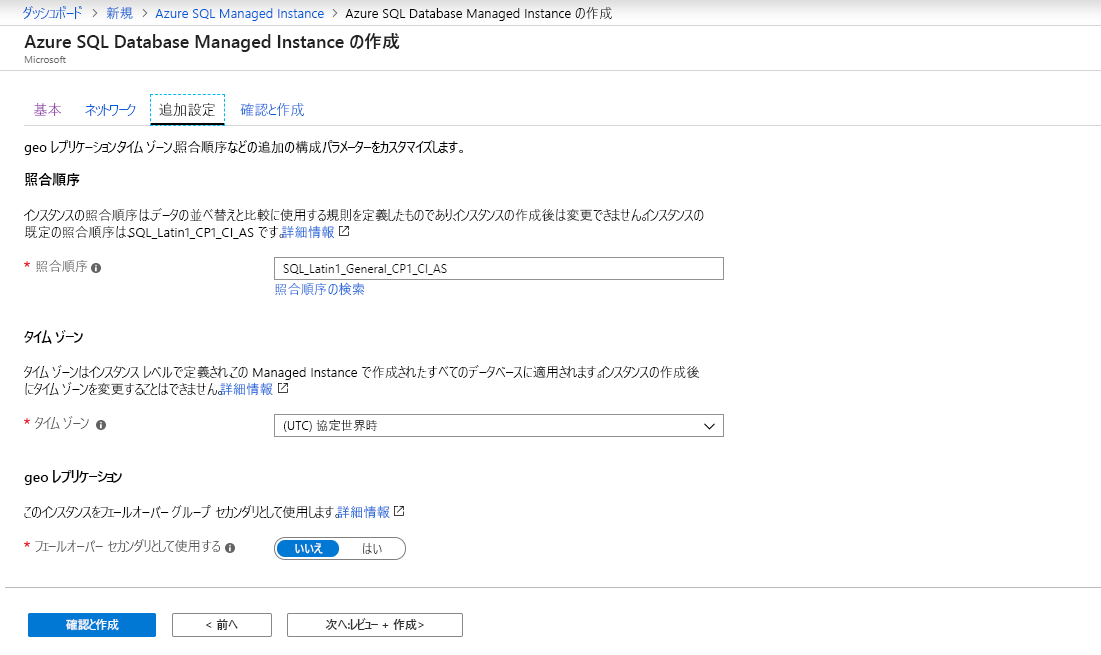 ダッシュボード > 新規 > Azure SQL Managed Instance > Azure SQL Database Managed Instance の作成
Azure SQL Database Managed Instance の作成
Microsoft
基本 ネットワーク 追加設定 確認と作成
geo レプリケーション、タイム ゾーン、照合順序などの追加の構成パラメーターをカスタマイズします。
照合順序
インスタンスの照合順序はデータの並べ替えと比較に使用する規則を定義したものであり、インスタンスの作成後は変更できません。インスタンスの
既定の照合順序は、SQL_Latin1_CP1_CI_AS です。詳細情報
* 照合順序
SQL_Latin1_General_CP1_CI_AS
照合順序の検索
タイム ゾーン
タイム ゾーンはインスタンス レベルで定義され、この Managed Instance で作成されたすべてのデータベースに適用されます。インスタンスの作成後
にタイム ゾーンを変更することはできません。詳細情報
* タイム ゾーン
(UTC) 協定世界時
geo レプリケーション
このインスタンスをフェールオーバー グループ セカンダリとして使用します。詳細情報
* フェールオーバー セカンダリとして使用する
いいえ はい
確認と作成 < 前へ 次へ:レビュー + 作成>